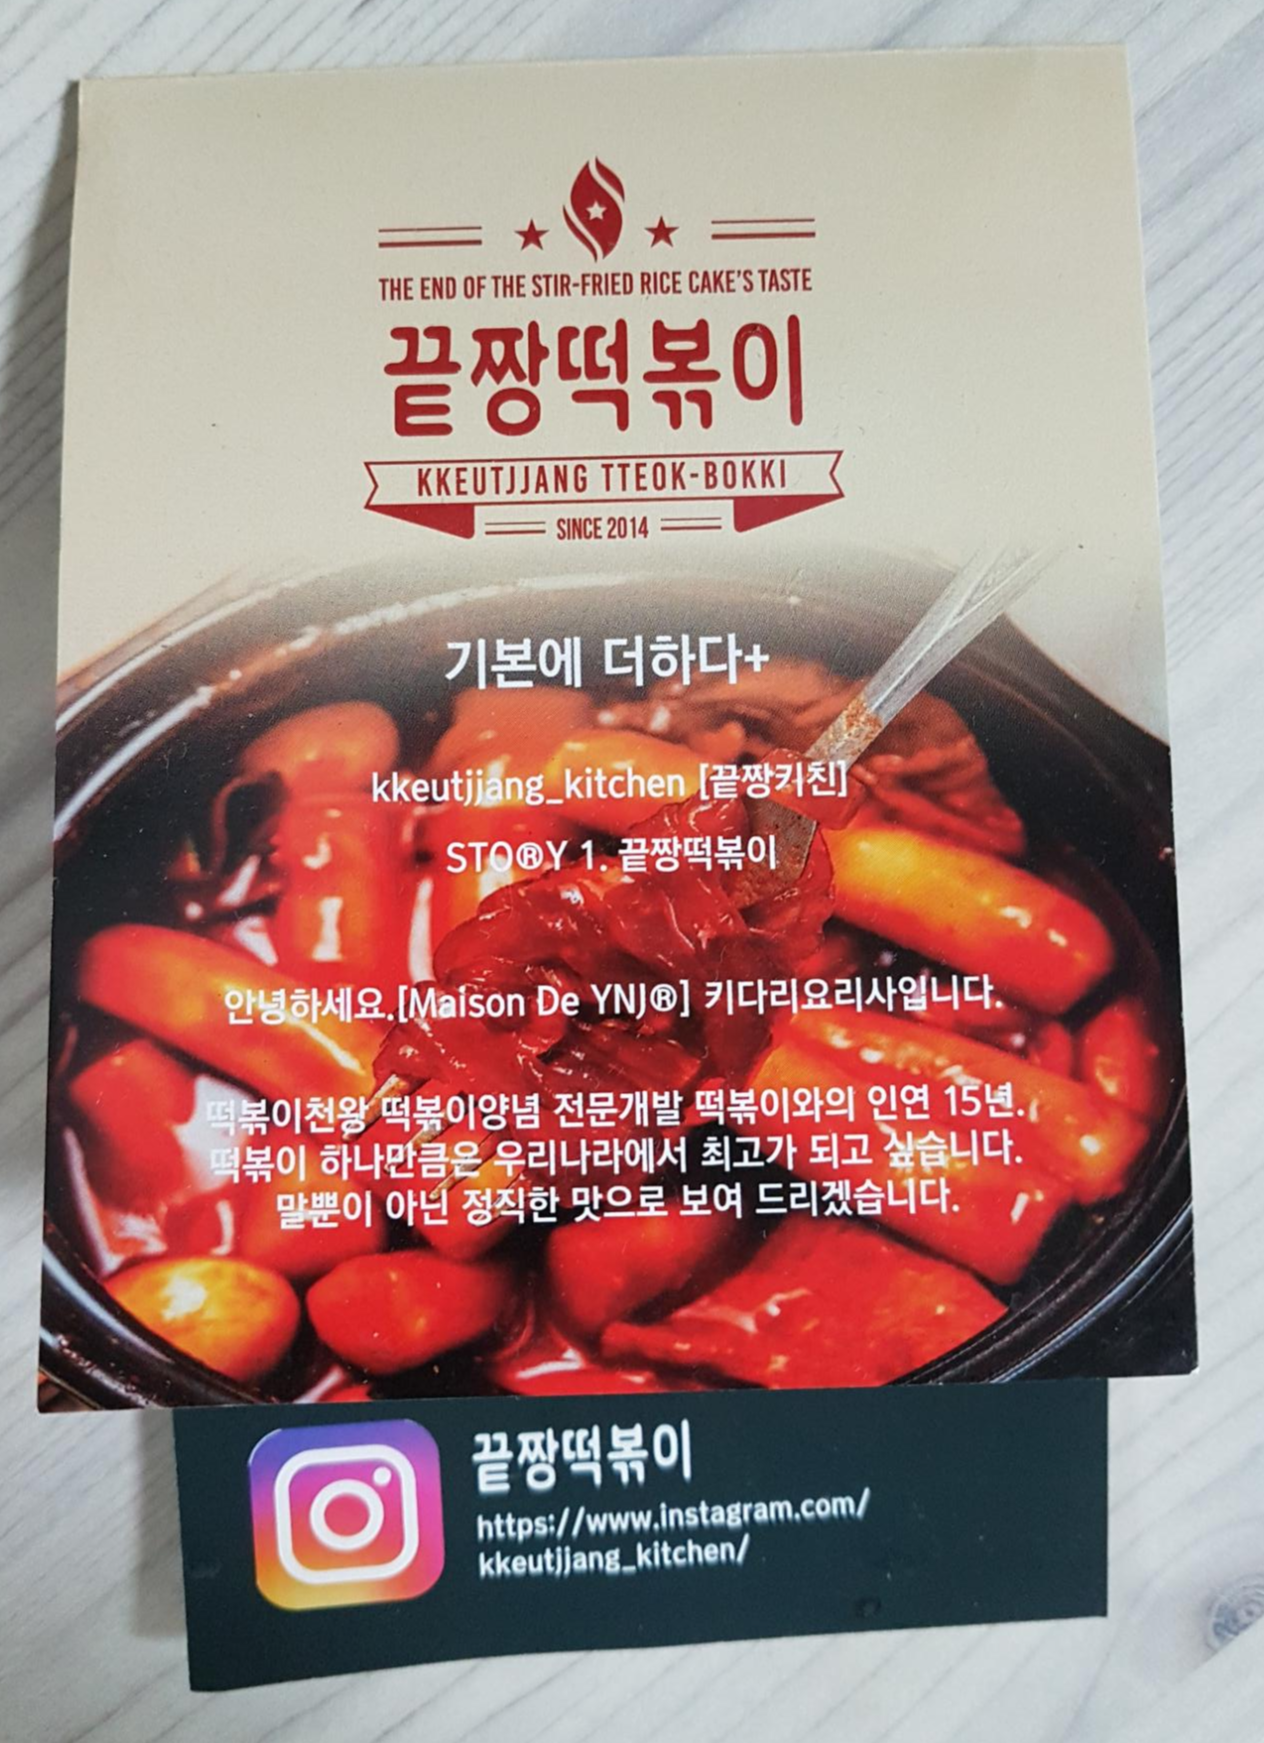 THE END OF THE STIR-FRIED RICE CAKE'S TASTE
끝짱떡볶이
KKEUTJJANG TTEOK-BOKKI
SINCE 2014
기본에 더하다+
kkeutjjang_kitchen [끝짱키친]
STO®Y 1. 끝짱떡볶이
안녕하세요.[Maison De YNJ®] 키다리요리사입니다.
떡볶이천왕 떡볶이양념 전문개발 떡볶이와의 인연 15년.
떡볶이 하나만큼은 우리나라에서 최고가 되고 싶습니다.
말뿐이 아닌 정직한 맛으로 보여 드리겠습니다.
끝짱떡볶이
https://www.instagram.com/
kkeutjjang_kitchen/